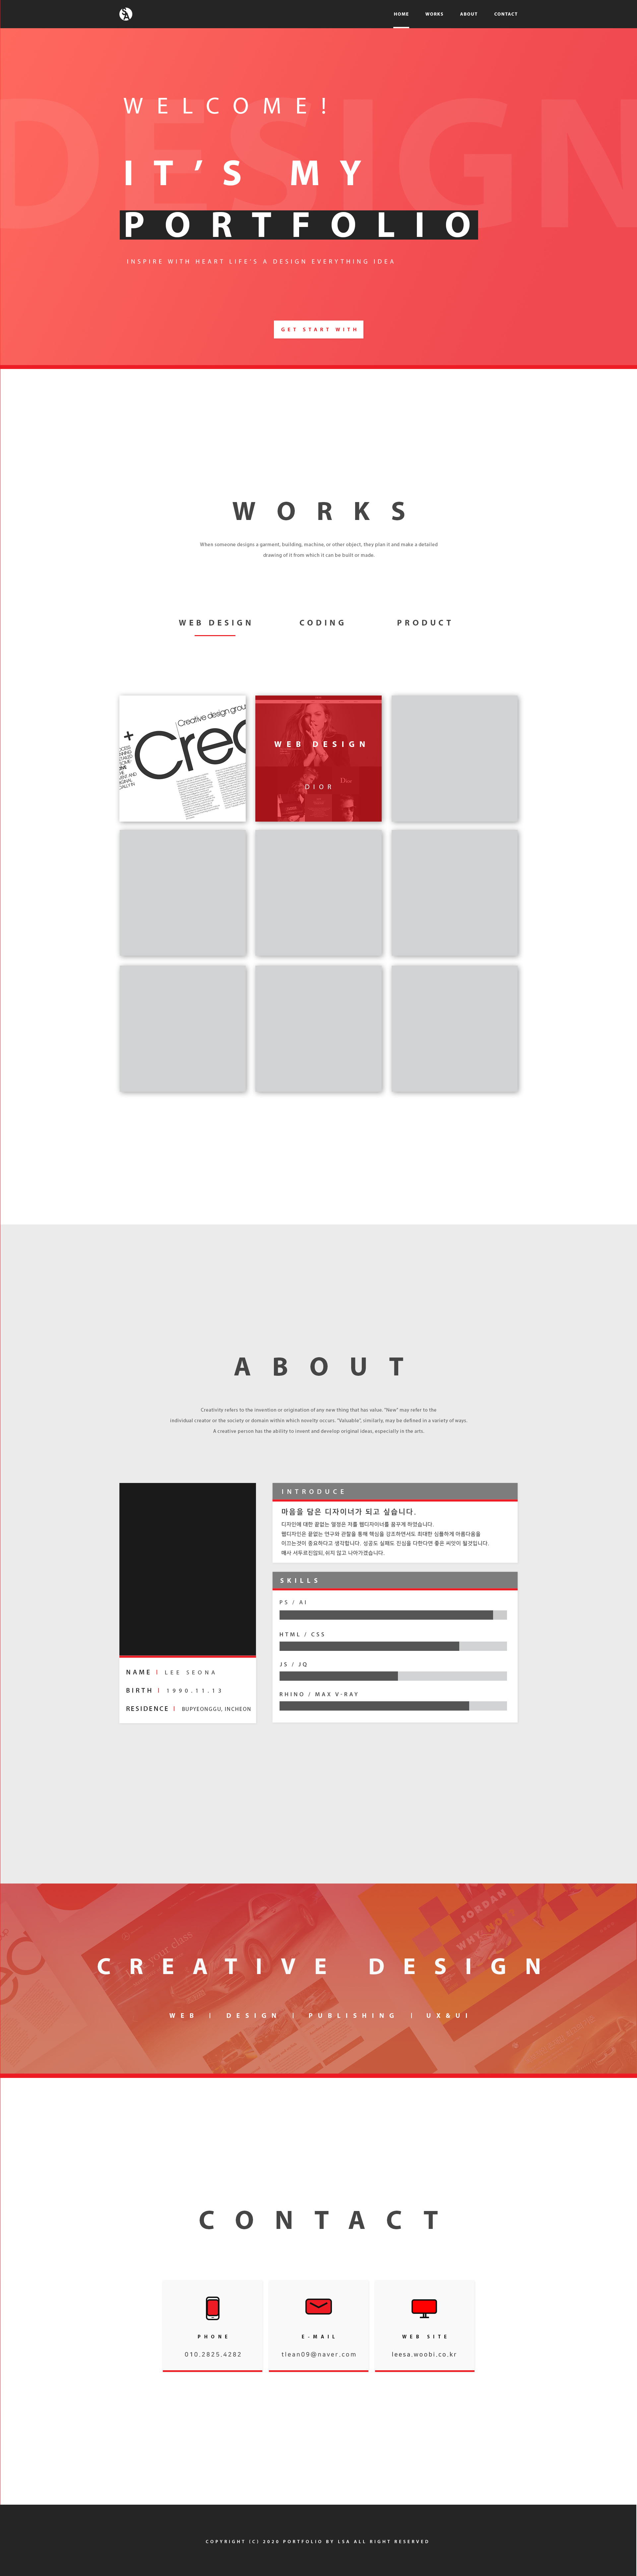 HOME WORKS ABOUT CONTACT
DESIGN
WELCOME!
IT'S MY
PORTFOLIO
INSPIRE WITH HEART LIFE'S A DESIGN EVERYTHING IDEA
GET START WITH
WORKS
When someone designs a garment, building, machine, or other object, they plan it and make a detailed
drawing of it from which it can be built or made.
WEB DESIGN CODING PRODUCT
Creative design grou
Crea
WEB DESIGN
Dior
DIOR
ABOUT
Creativity refers to the invention or origination of any new thing that has value. "New" may refer to the
individual creator or the society or domain within which novelty occurs. "Valuable", similarly, may be defined in a variety of ways.
A creative person has the ability to invent and develop original ideas, especially in the arts.
NAME | LEE SEONA
BIRTH | 1990.11.13
RESIDENCE | BUPYEONGGU, INCHEON
INTRODUCE
마음을 담은 디자이너가 되고 싶습니다.
디자인에 대한 끝없는 열정은 저를 웹디자이너를 꿈꾸게 하였습니다.
웹디자인은 끝없는 연구와 관찰을 통해 핵심을 강조하면서도 최대한 심플하게 아름다움을
이끄는것이 중요하다고 생각합니다. 성공도 실패도 진심을 다한다면 좋은 씨앗이 될것입니다.
매사 서두르진않되,쉬지 않고 나아가겠습니다.
SKILLS
PS / AI
HTML / CSS
JS / JQ
RHINO / MAX V-RAY
your class
JORDAN
WHY NOT?
CREATIVE DESIGN
WEB | DESIGN | PUBLISHING | UX&UI
CONTACT
PHONE
010.2825.4282
E-MAIL
tlean09@naver.com
WEB SITE
leesa.woobi.co.kr
COPYRIGHT (C) 2020 PORTFOLIO BY LSA ALL RIGHT RESERVED